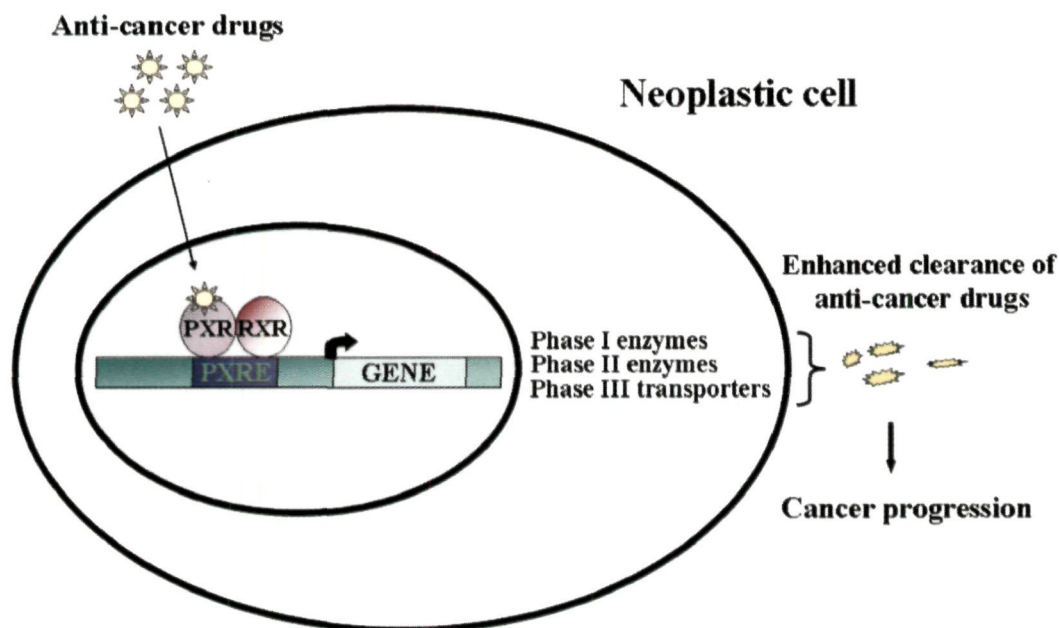 Anti-cancer drugs
Neoplastic cell
PXR RXR
PXRE
GENE
Phase I enzymes
Phase II enzymes
Phase III transporters
Enhanced clearance of
anti-cancer drugs
Cancer progression